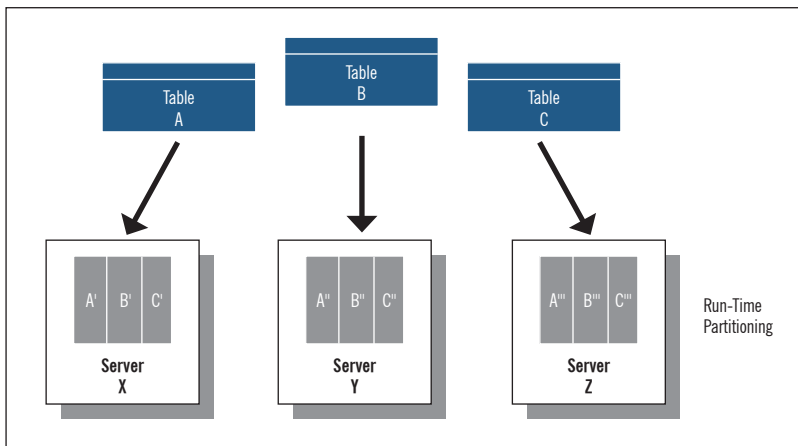 Table
A
Table
B
Table
C
A' B' C'
Server
X
A" B" C"
Server
Y
A''' B''' C'''
Server
Z
Run-Time
Partitioning